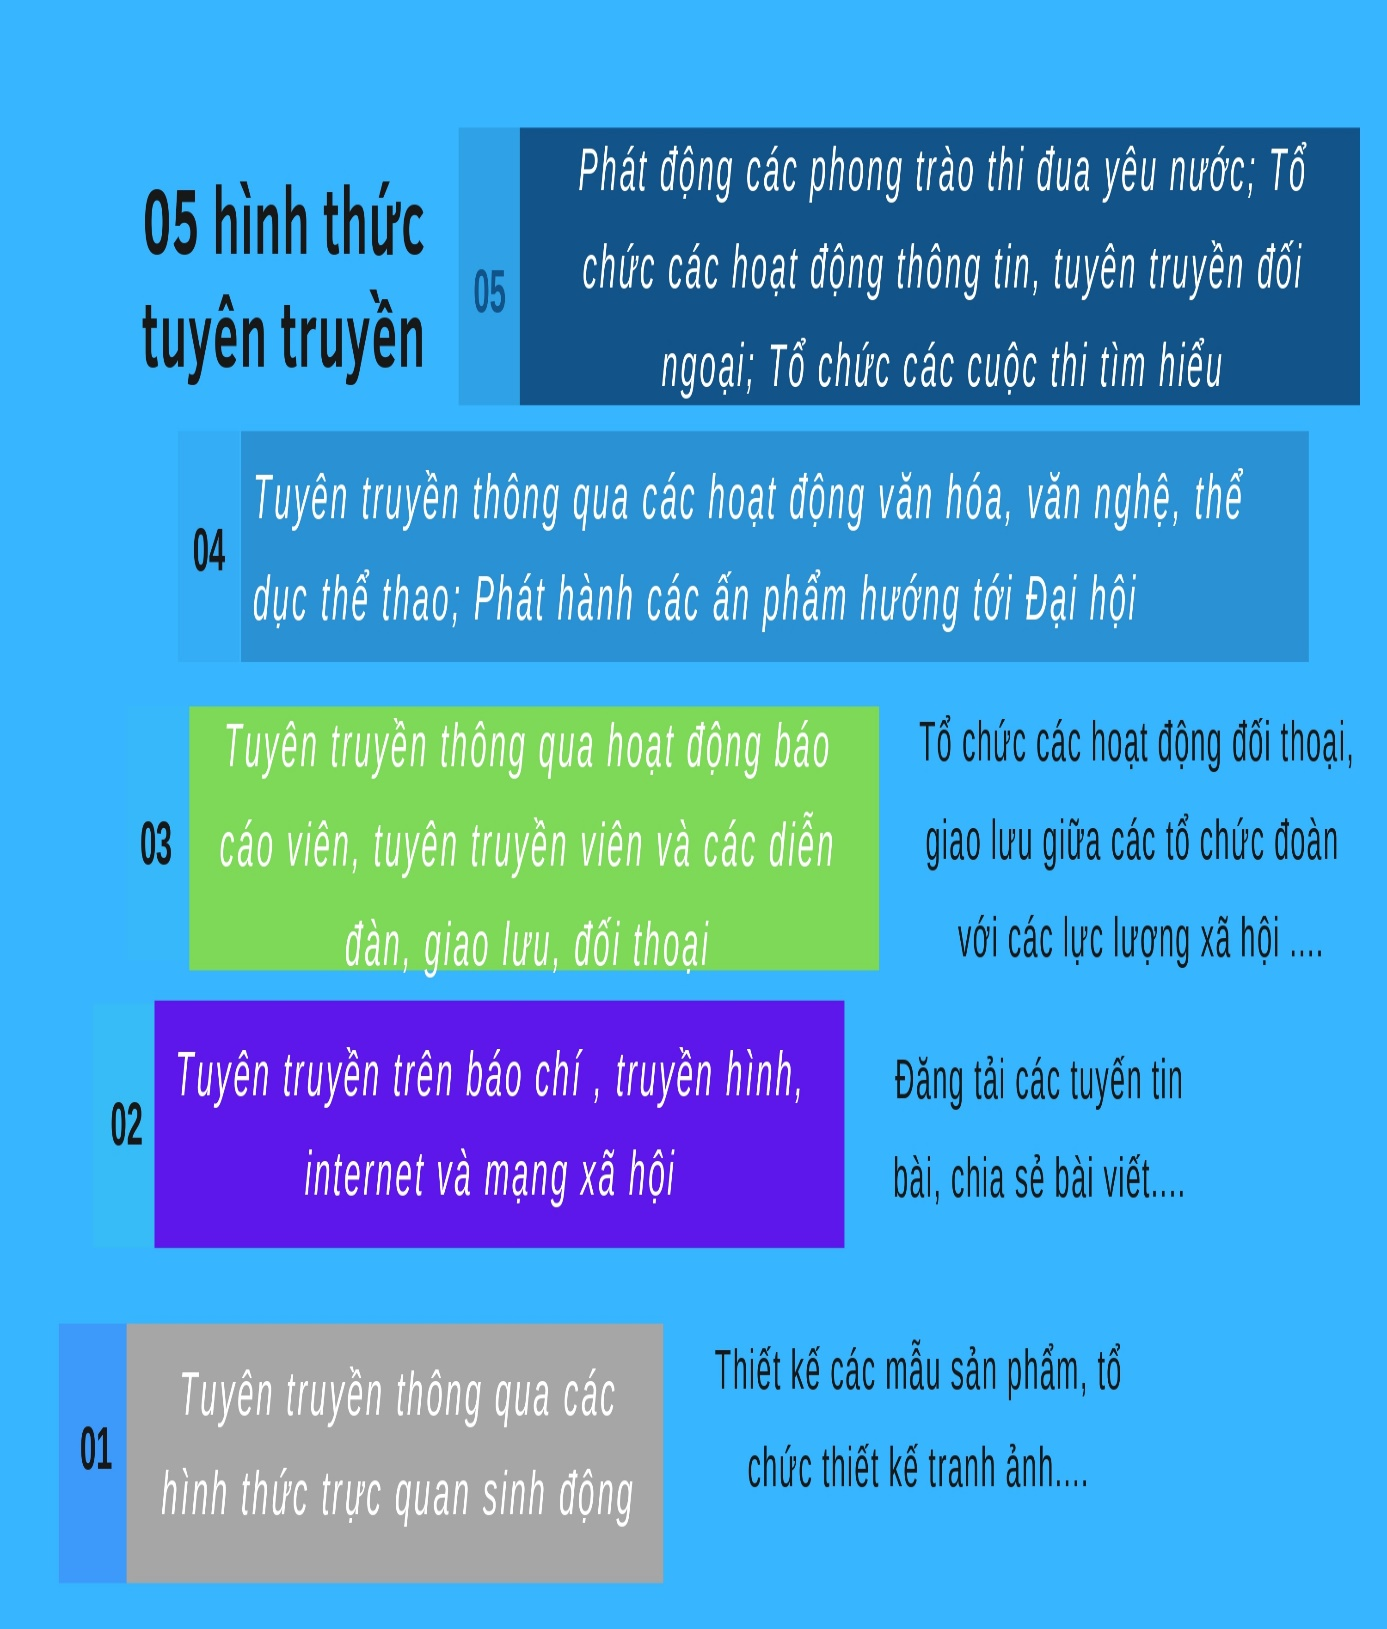 05 hình thức
tuyên truyền
05
Phát động các phong trào thi đua yêu nước; Tổ
chức các hoạt động thông tin, tuyên truyền đối
ngoại; Tổ chức các cuộc thi tìm hiểu
04
Tuyên truyền thông qua các hoạt động văn hóa, văn nghệ, thể
dục thể thao; Phát hành các ấn phẩm hướng tới Đại hội
03
Tuyên truyền thông qua hoạt động báo
cáo viên, tuyên truyền viên và các diễn
đàn, giao lưu, đối thoại
Tổ chức các hoạt động đối thoại,
giao lưu giữa các tổ chức đoàn
với các lực lượng xã hội ....
02
Tuyên truyền trên báo chí , truyền hình,
internet và mạng xã hội
Đăng tải các tuyến tin
bài, chia sẻ bài viết....
01
Tuyên truyền thông qua các
hình thức trực quan sinh động
Thiết kế các mẫu sản phẩm, tổ
chức thiết kế tranh ảnh....